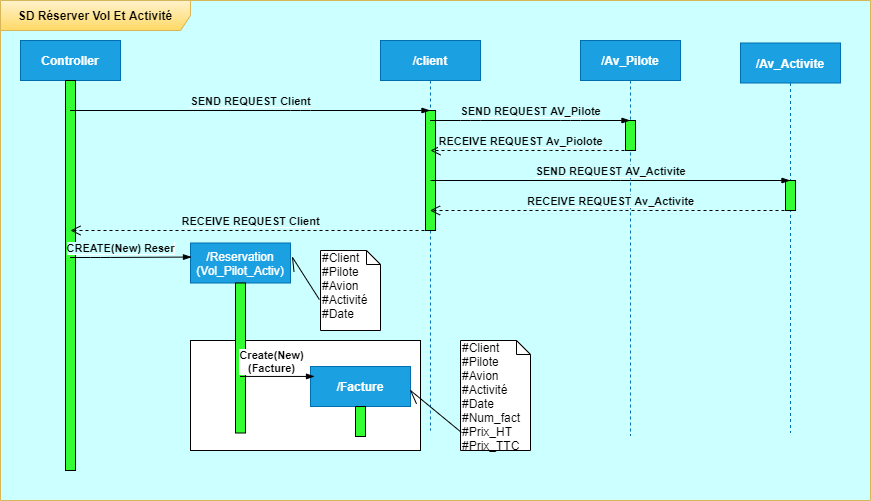 SD Réserver Vol Et Activité
Controller
/client
/Av_Pilote
/Av_Activite
SEND REQUEST Client
SEND REQUEST AV_Pilote
RECEIVE REQUEST Av_Piolote
SEND REQUEST AV_Activite
RECEIVE REQUEST Av_Activite
RECEIVE REQUEST Client
CREATE(New) Reser
/Reservation
(Vol_Pilot_Activ)
#Client
#Pilote
#Avion
#Activité
#Date
Create(New)
(Facture)
/Facture
#Client
#Pilote
#Avion
#Activité
#Date
#Num_fact
#Prix_HT
#Prix_TTC